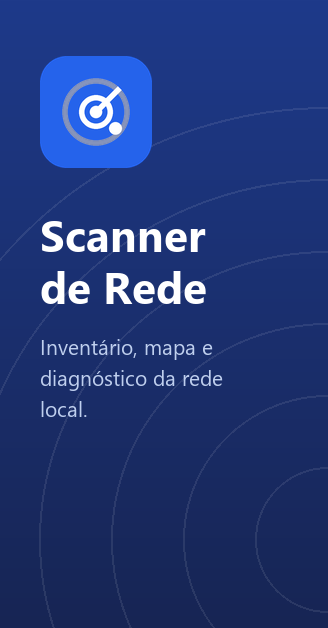 Scanner
de Rede
Inventário, mapa e
diagnóstico da rede
local.